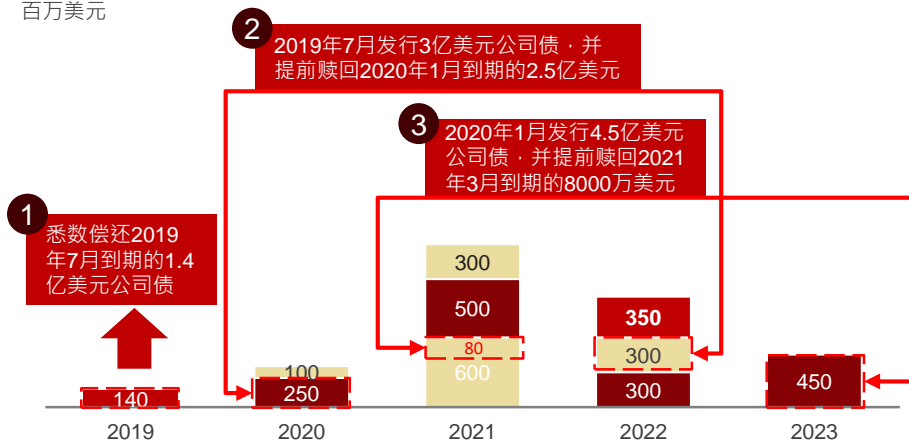 百万美元
2
2019年7月发行3亿美元公司债，并
提前赎回2020年1月到期的2.5亿美元
3
2020年1月发行4.5亿美元
公司债，并提前赎回2021
年3月到期的8000万美元
1
悉数偿还2019
年7月到期的1.4
亿美元公司债
300
500
350
80
300
100
600
450
140
250
300
2019
2020
2021
2022
2023